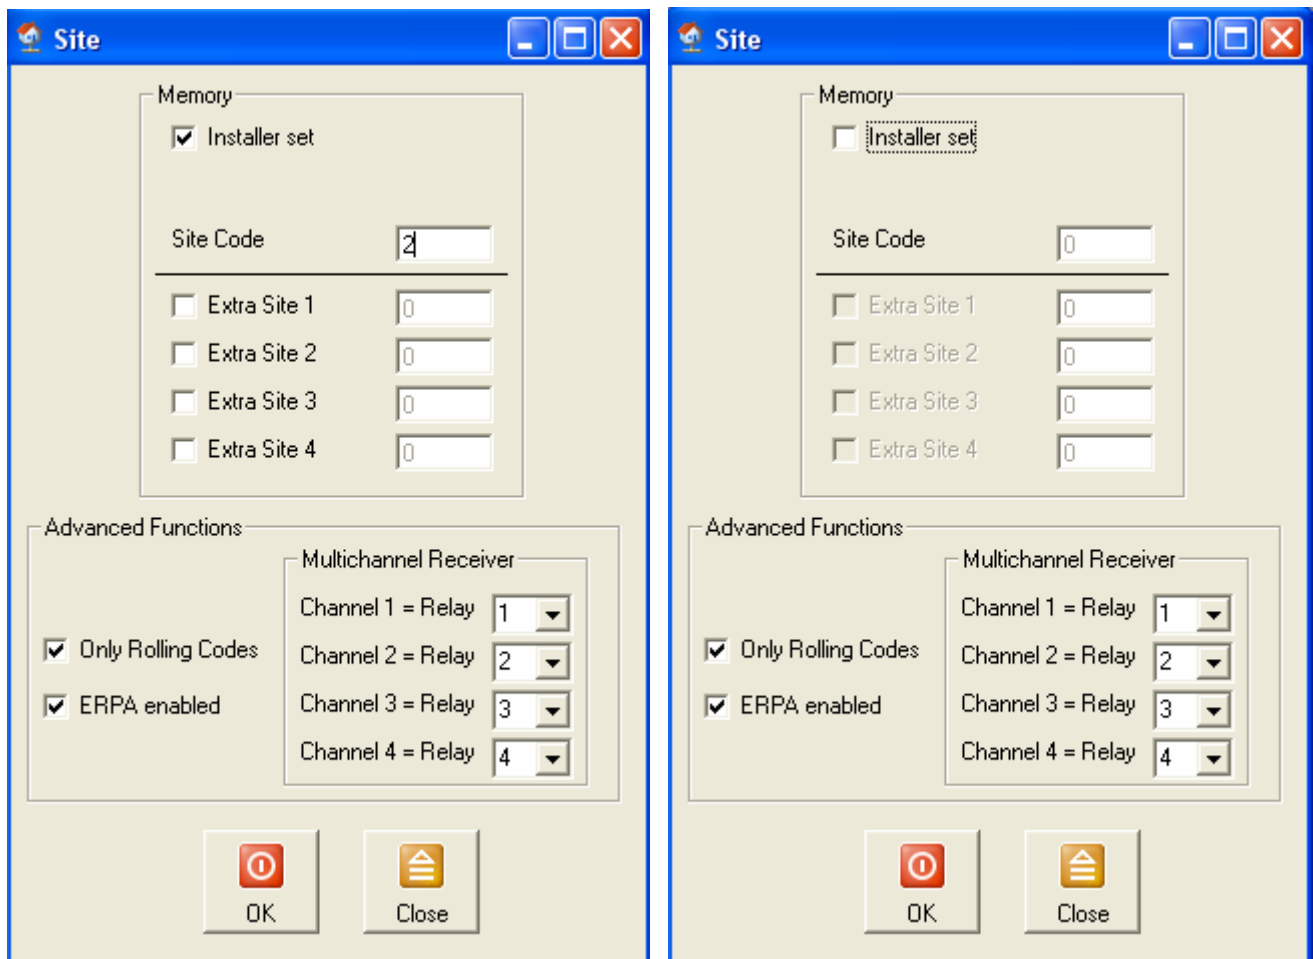 Site
Memory
Installer set
Site Code 2
Extra Site 1 0
Extra Site 2 0
Extra Site 3 0
Extra Site 4 0
Advanced Functions
Multichannel Receiver
Channel 1 = Relay 1
Only Rolling Codes
Channel 2 = Relay 2
ERPA enabled
Channel 3 = Relay 3
Channel 4 = Relay 4
OK
Close
Site
Memory
Installer set
Site Code 0
Extra Site 1 0
Extra Site 2 0
Extra Site 3 0
Extra Site 4 0
Advanced Functions
Multichannel Receiver
Channel 1 = Relay 1
Only Rolling Codes
Channel 2 = Relay 2
ERPA enabled
Channel 3 = Relay 3
Channel 4 = Relay 4
OK
Close